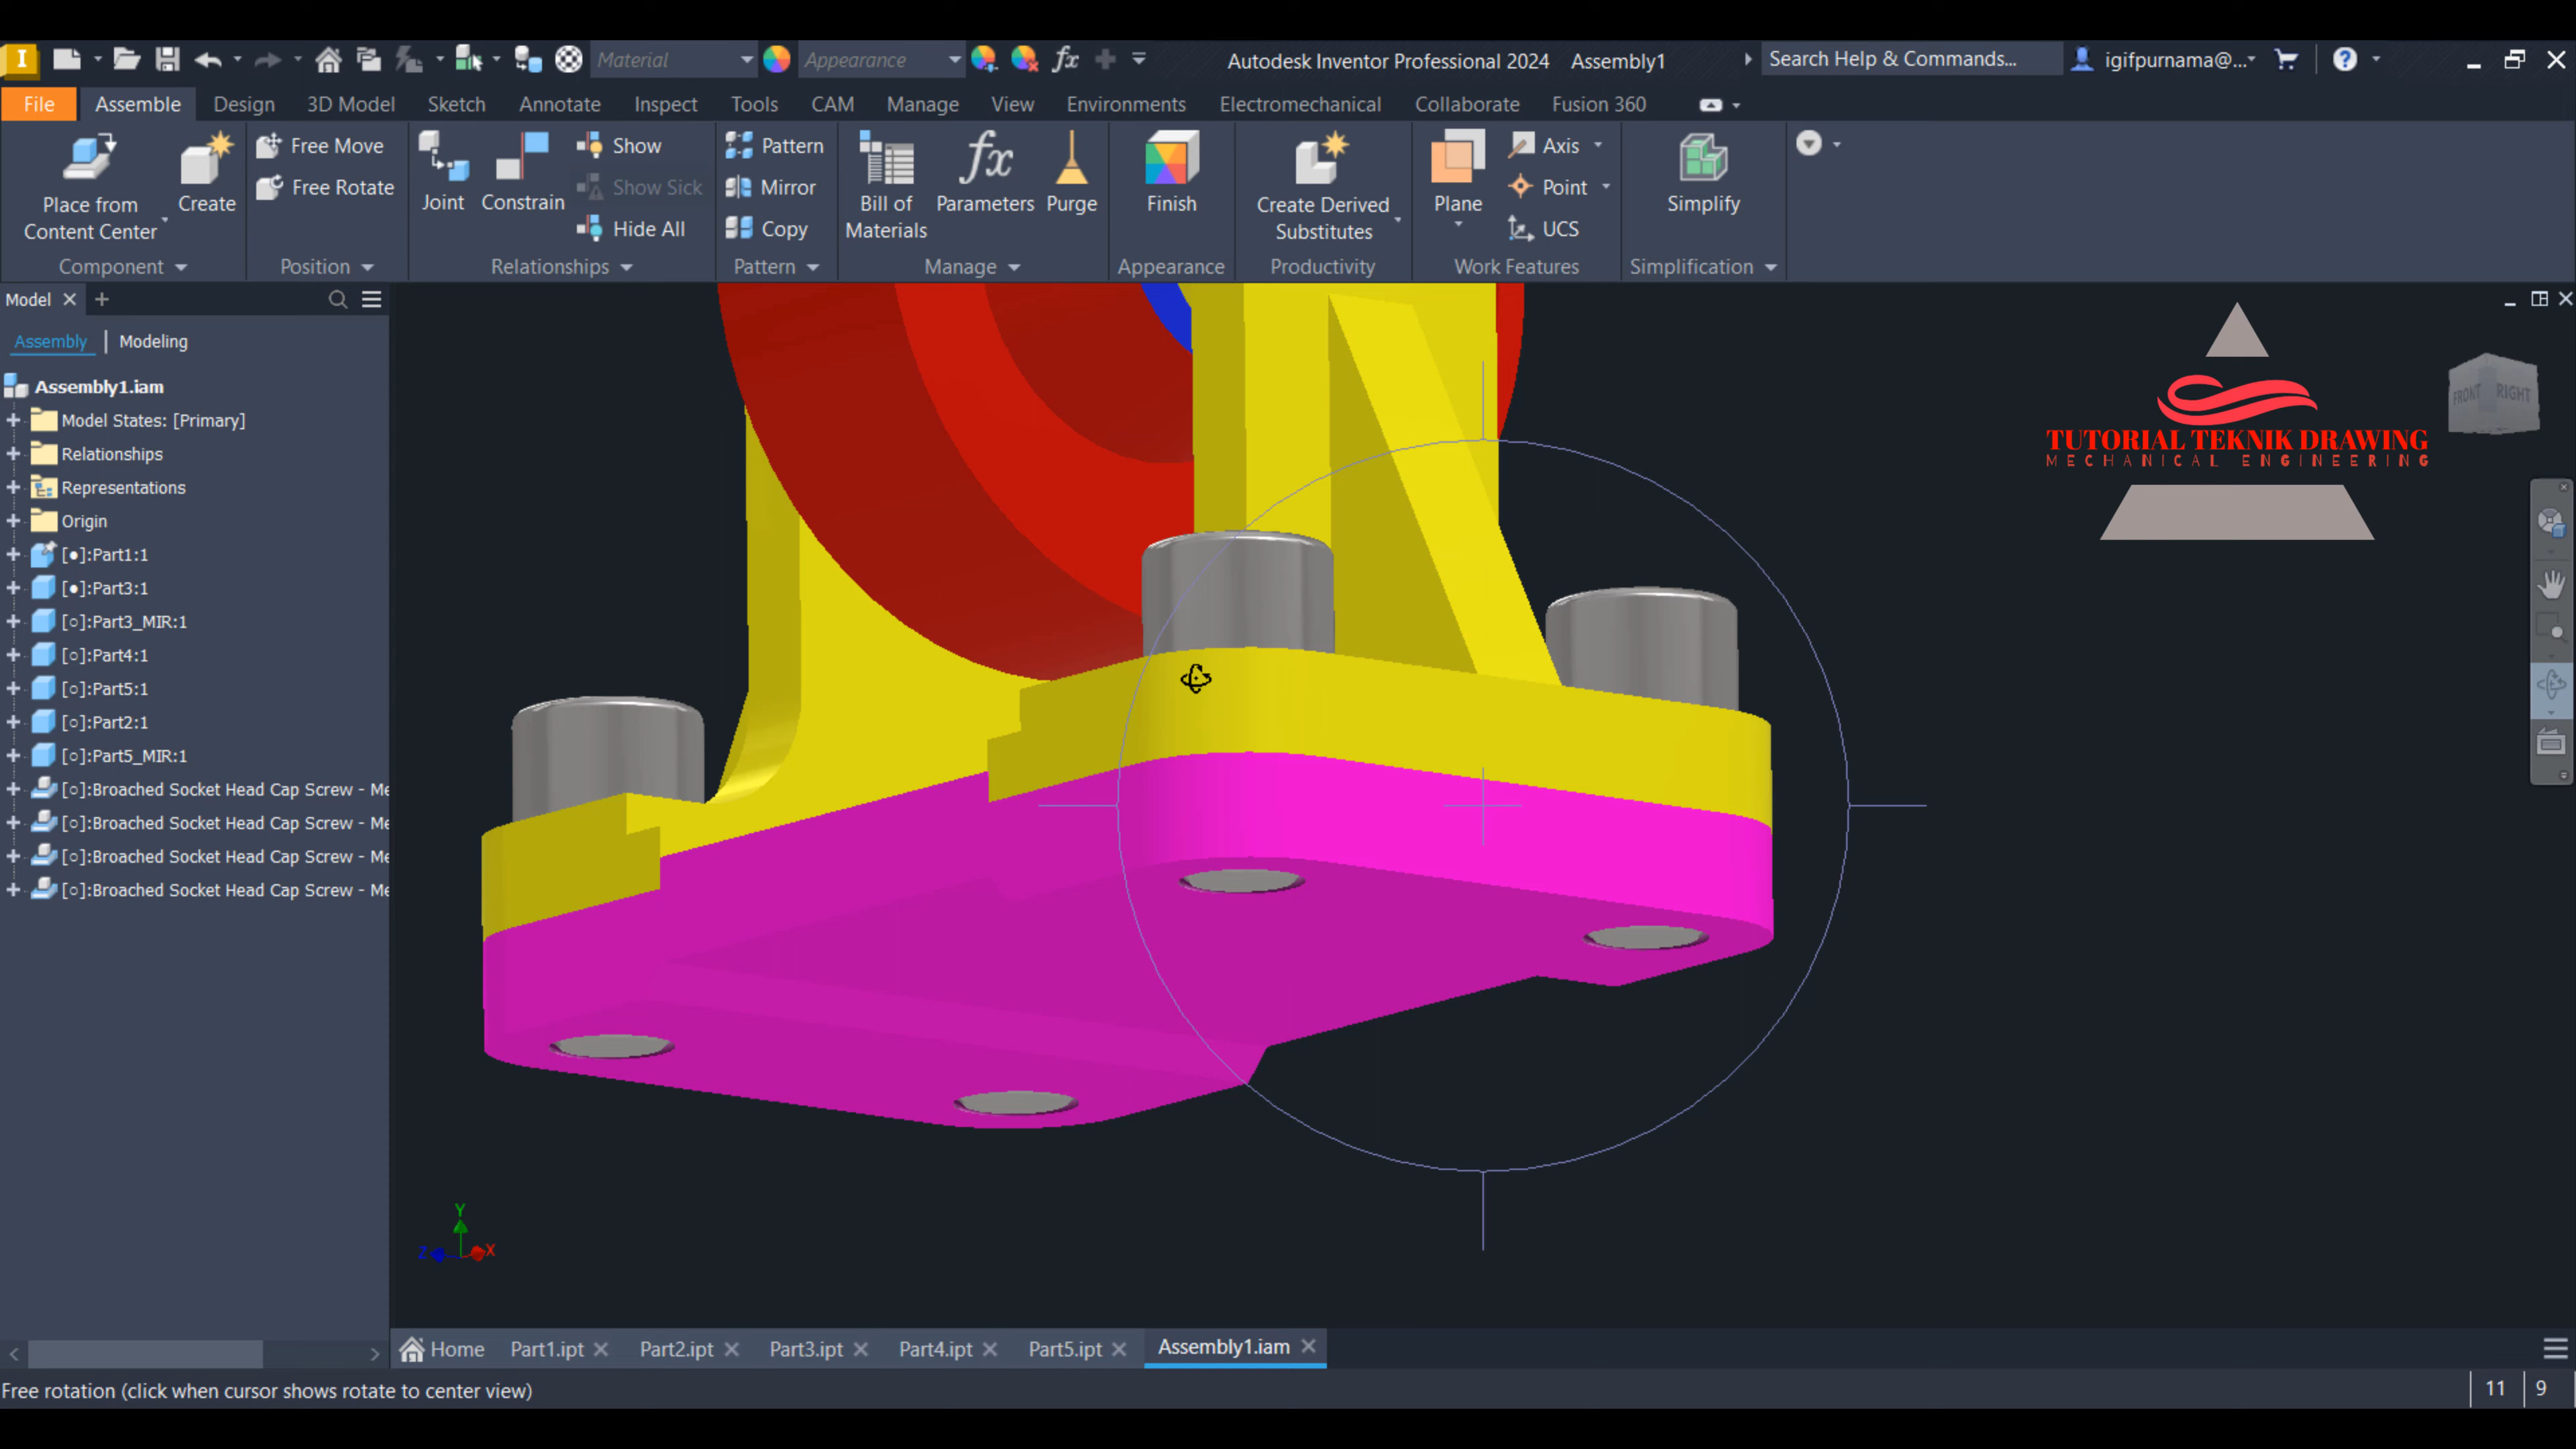 Material
Appearance
Autodesk Inventor Professional 2024 Assembly1
Search Help & Commands...
igifpurnama@...
File Assemble Design 3D Model Sketch Annotate Inspect Tools CAM Manage View Environments Electromechanical Collaborate Fusion 360
Place from
Content Center
Create
Free Move
Free Rotate
Joint
Constrain
Show
Show Sick
Hide All
Pattern
Mirror
Copy
Bill of
Materials
Parameters
Purge
Finish
Create Derived
Substitutes
Plane
Axis
Point
UCS
Simplify
Component Position Relationships Pattern Manage Appearance Productivity Work Features Simplification
Model
Assembly | Modeling
Assembly1.iam
Model States: [Primary]
Relationships
Representations
Origin
[●]:Part1:1
[●]:Part3:1
[○]:Part3_MIR:1
[○]:Part4:1
[○]:Part5:1
[○]:Part2:1
[○]:Part5_MIR:1
[○]:Broached Socket Head Cap Screw - Me
[○]:Broached Socket Head Cap Screw - Me
[○]:Broached Socket Head Cap Screw - Me
[○]:Broached Socket Head Cap Screw - Me
TUTORIAL TEKNIK DRAWING
MECHANICAL ENGINEERING
FRONT RIGHT
Y
Z X
Home Part1.ipt Part2.ipt Part3.ipt Part4.ipt Part5.ipt Assembly1.iam
Free rotation (click when cursor shows rotate to center view)
11 9